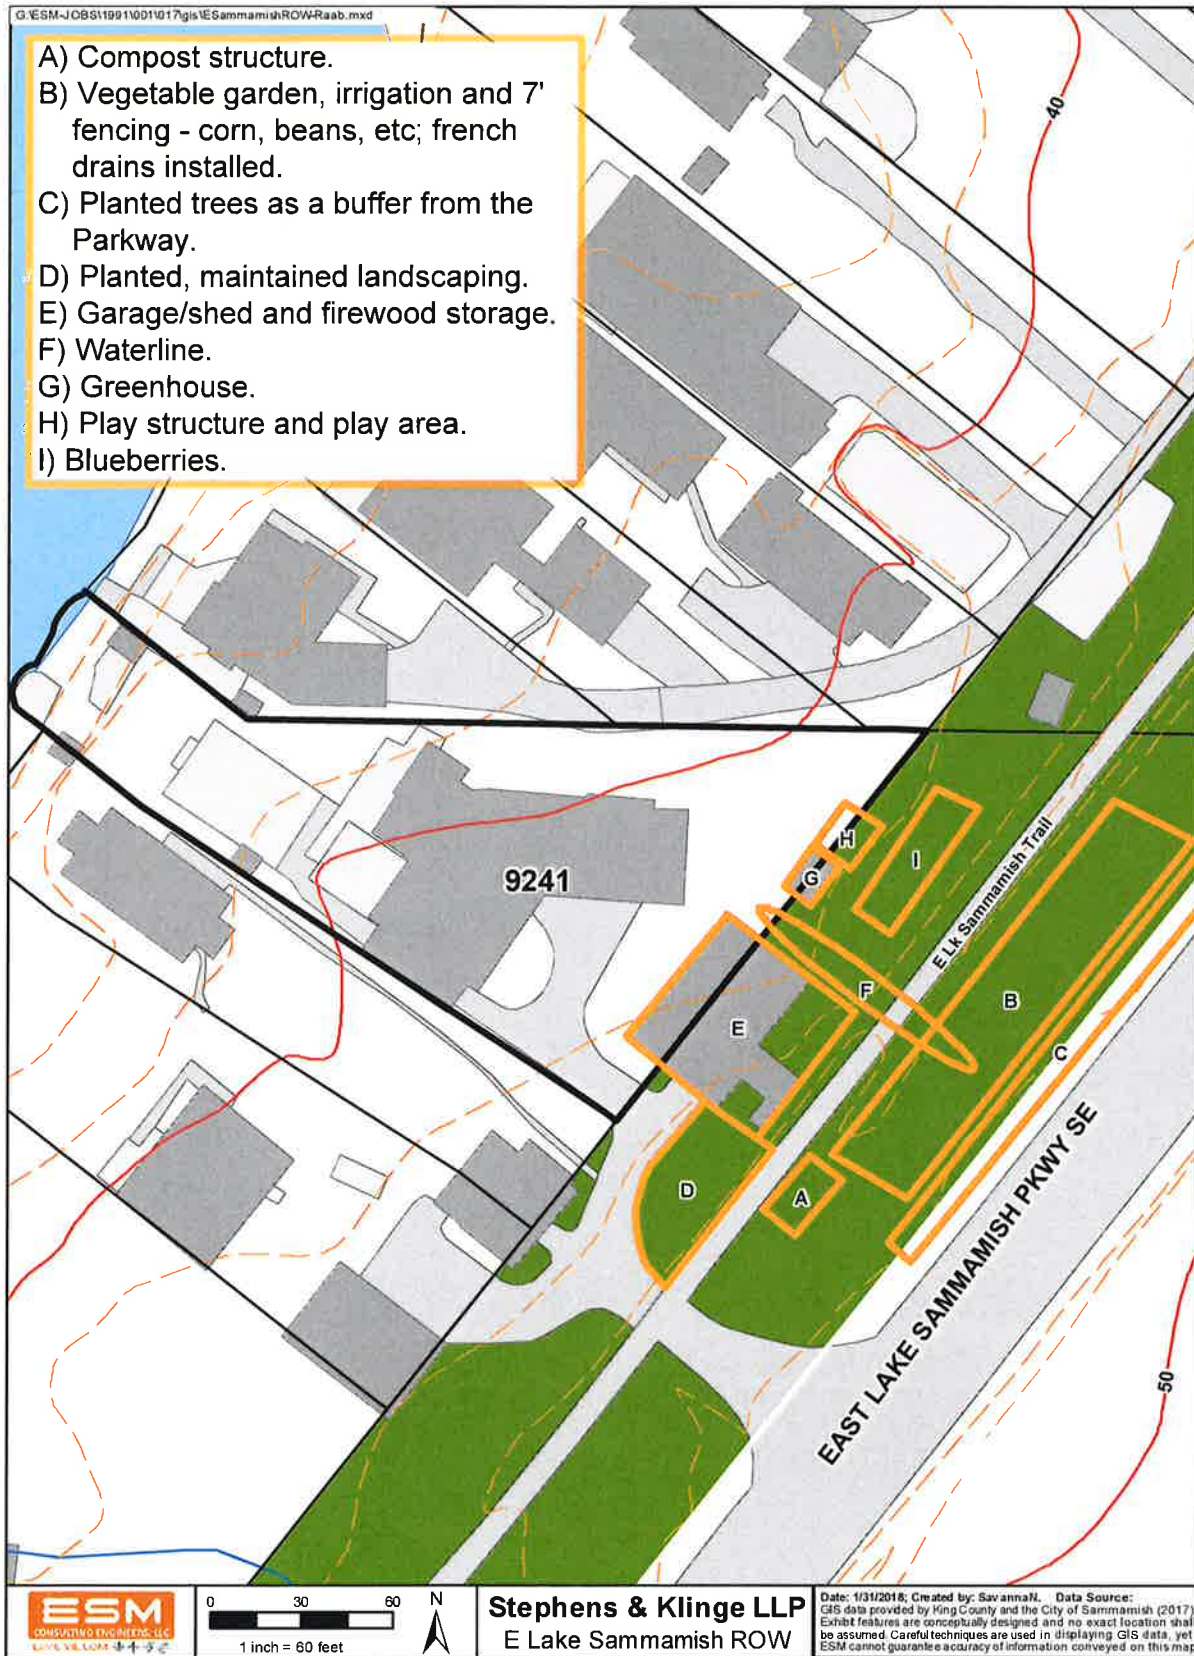 G:\ESM-JOBS\1991\001\017\gis\ESammamishROW-Raab.mxd
A) Compost structure.
B) Vegetable garden, irrigation and 7'
fencing - corn, beans, etc; french
drains installed.
C) Planted trees as a buffer from the
Parkway.
D) Planted, maintained landscaping.
E) Garage/shed and firewood storage.
F) Waterline.
G) Greenhouse.
H) Play structure and play area.
I) Blueberries.
40
9241
H
I
G
E Lk Sammamish Trail
F
B
E
C
D
A
EAST LAKE SAMMAMISH PKWY SE
50
ESM
CONSULTING ENGINEERS, LLC
0 30 60
1 inch = 60 feet
N
Stephens & Klinge LLP
E Lake Sammamish ROW
Date: 1/31/2018; Created by: SavannaN. Data Source:
GIS data provided by King County and the City of Sammamish (2017)
Exhibit features are conceptually designed and no exact location shall
be assumed. Careful techniques are used in displaying GIS data, yet
ESM cannot guarantee accuracy of information conveyed on this map